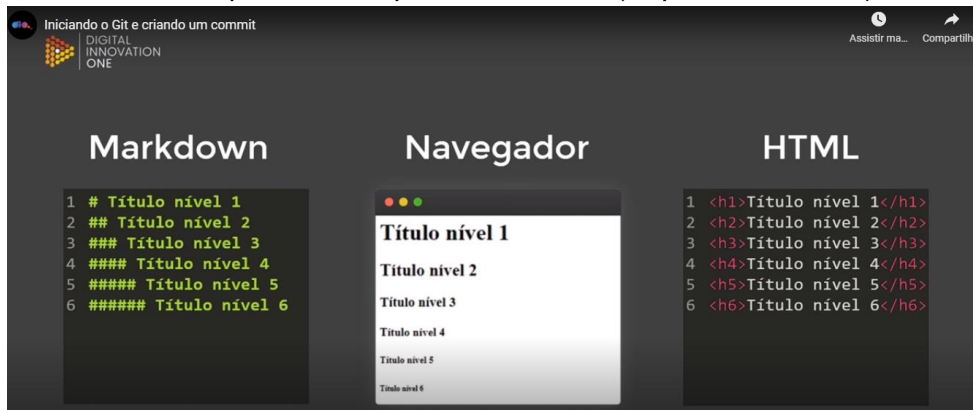 dio.
Iniciando o Git e criando um commit
Assistir ma...
Compartilh
DIGITAL
INNOVATION
ONE
Markdown
1 # Título nível 1
2 ## Título nível 2
3 ### Título nível 3
4 #### Título nível 4
5 ##### Título nível 5
6 ###### Título nível 6
Navegador
Título nível 1
Título nível 2
Título nível 3
Título nível 4
Título nível 5
Título nível 6
HTML
1 <h1>Título nível 1</h1>
2 <h2>Título nível 2</h2>
3 <h3>Título nível 3</h3>
4 <h4>Título nível 4</h4>
5 <h5>Título nível 5</h5>
6 <h6>Título nível 6</h6>